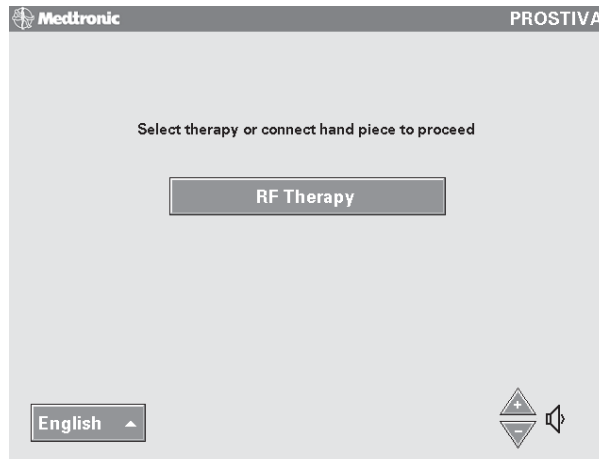 Medtronic PROSTIVA
Select therapy or connect hand piece to proceed
RF Therapy
English
+
-